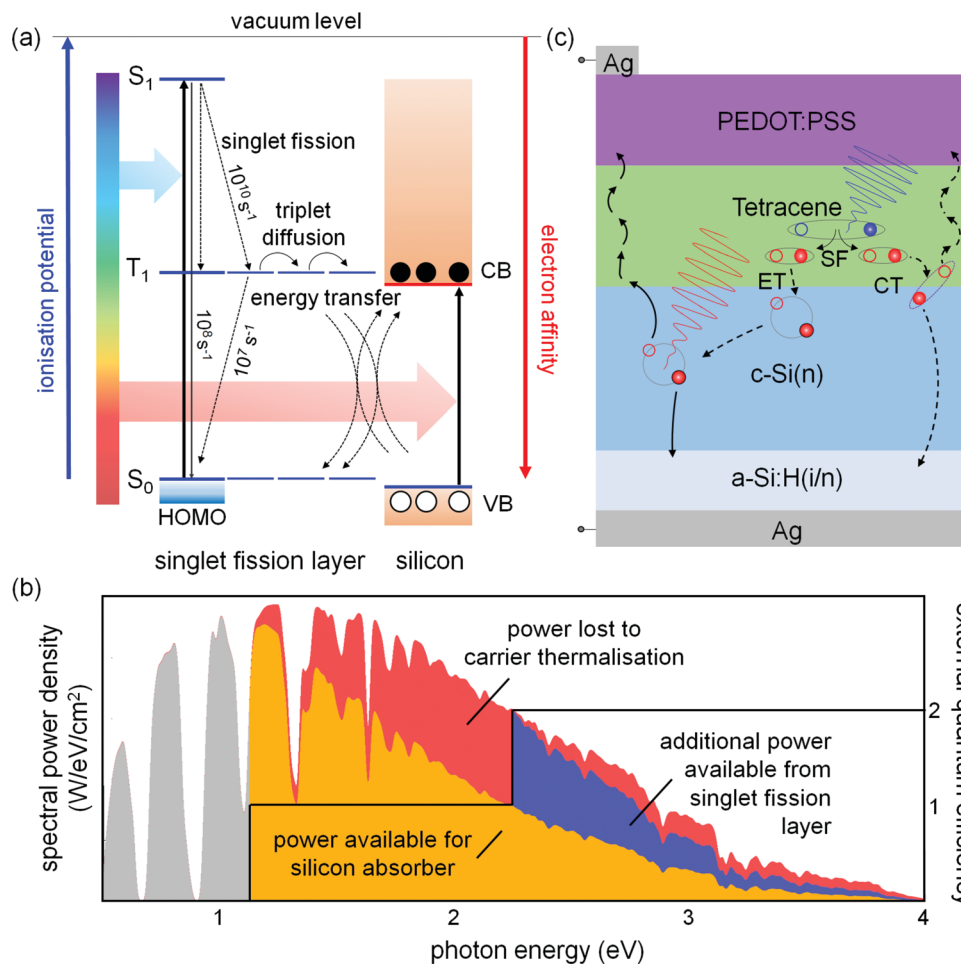 (a)
vacuum level
ionisation potential
S1
T1
S0
HOMO
singlet fission
10^10 s^-1
triplet
diffusion
energy transfer
10^8 s^-1
10^7 s^-1
CB
VB
electron affinity
singlet fission layer
silicon
(c)
Ag
PEDOT:PSS
Tetracene
SF
ET
CT
c-Si(n)
a-Si:H(i/n)
Ag
(b)
spectral power density
(W/eV/cm²)
power lost to
carrier thermalisation
additional power
available from
singlet fission
layer
power available for
silicon absorber
2
1
1
2
3
4
photon energy (eV)